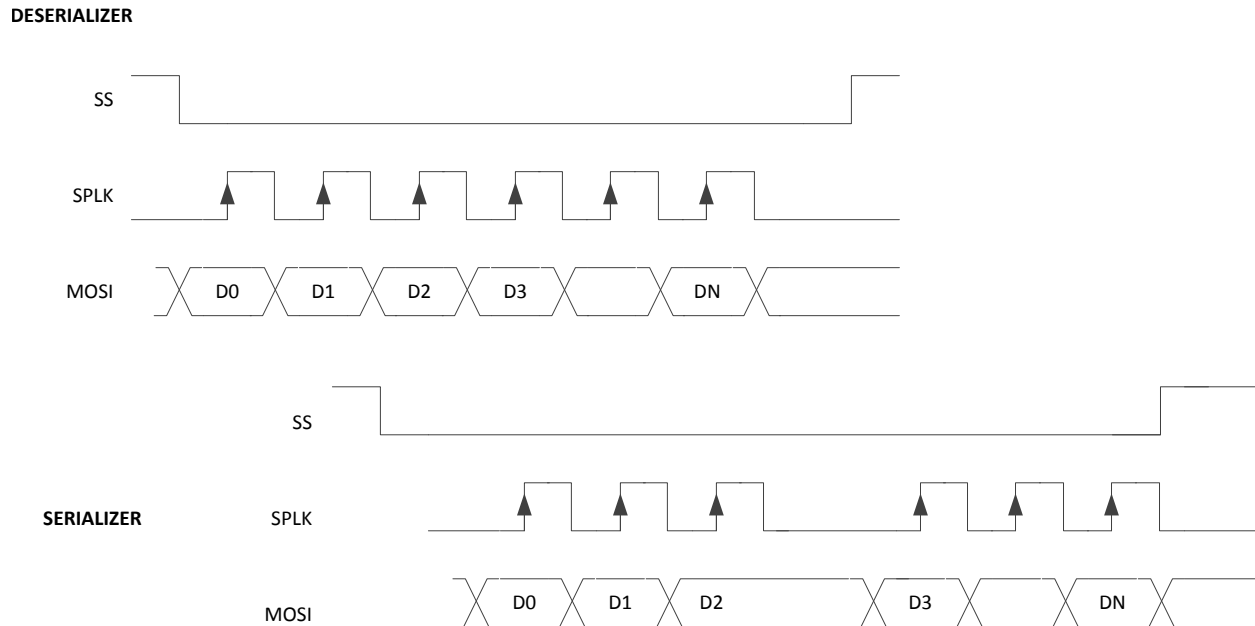 DESERIALIZER
SS
SPLK
MOSI D0 D1 D2 D3 DN
SS
SERIALIZER SPLK
MOSI D0 D1 D2 D3 DN